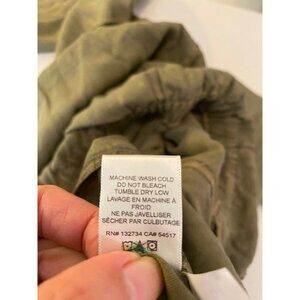 MACHINE WASH COLD
DO NOT BLEACH
TUMBLE DRY LOW
LAVAGE EN MACHINE À
FROID
NE PAS JAVELLISER
SÉCHER PAR CULBUTAGE
RN# 132734 CA# 54517